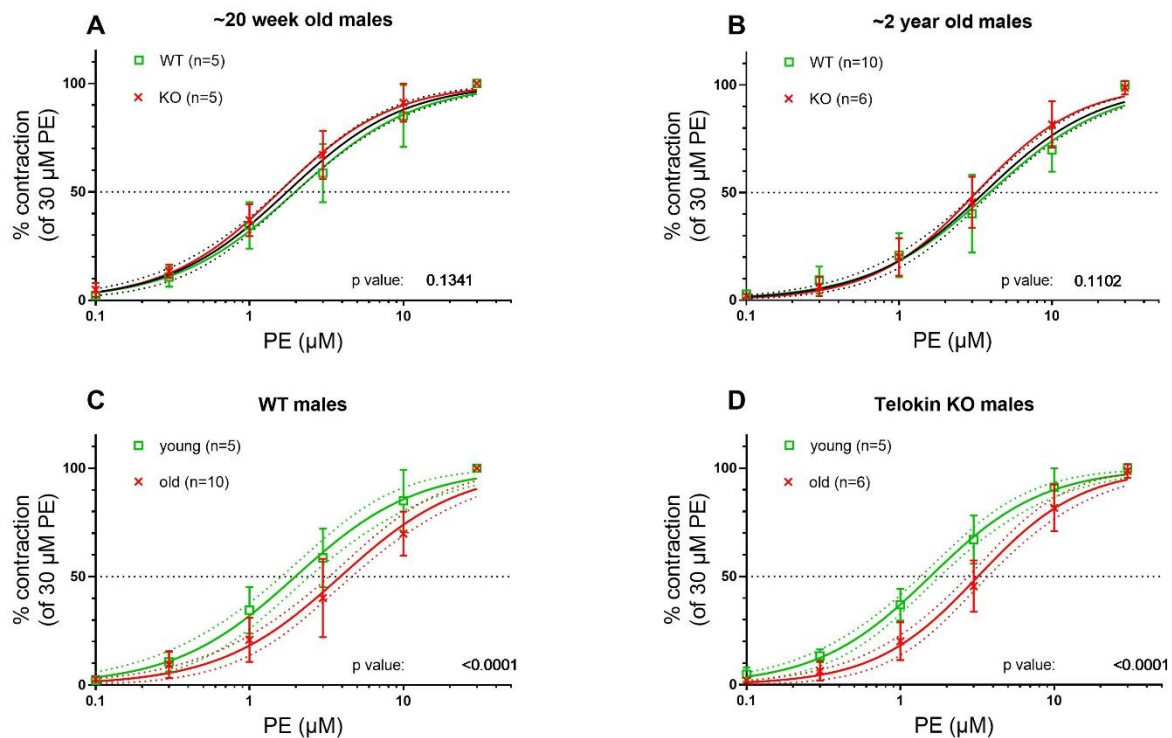 A
~20 week old males
WT (n=5)
KO (n=5)
100
50
0
% contraction
(of 30 µM PE)
p value: 0.1341
0.1
1
10
PE (µM)
B
~2 year old males
WT (n=10)
KO (n=6)
100
50
0
% contraction
(of 30 µM PE)
p value: 0.1102
0.1
1
10
PE (µM)
C
WT males
young (n=5)
old (n=10)
100
50
0
% contraction
(of 30 µM PE)
p value: <0.0001
0.1
1
10
PE (µM)
D
Telokin KO males
young (n=5)
old (n=6)
100
50
0
% contraction
(of 30 µM PE)
p value: <0.0001
0.1
1
10
PE (µM)